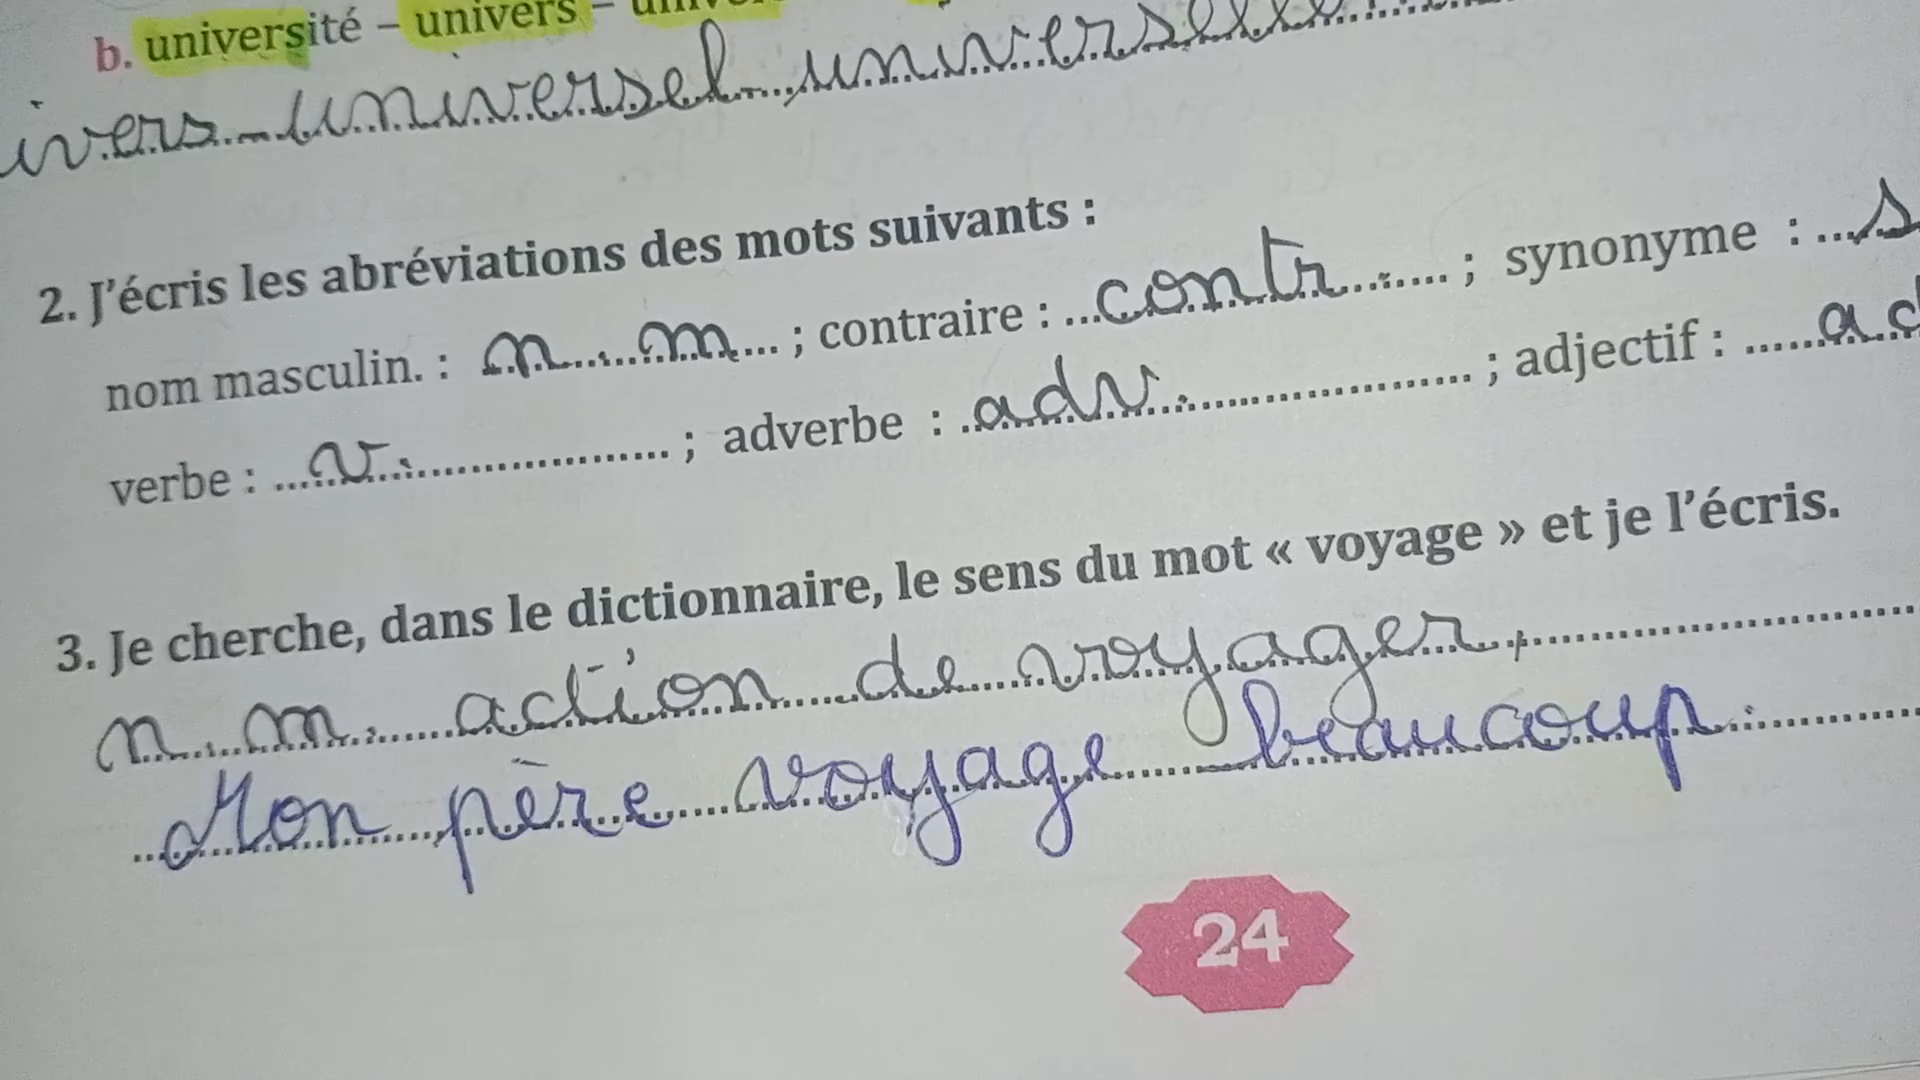 b. université – univers –
ivers - universel universelle
2. J'écris les abréviations des mots suivants :
nom masculin. : n. m. ; contraire : contr. ; synonyme : s
verbe : v. ; adverbe : adv. ; adjectif : ad
3. Je cherche, dans le dictionnaire, le sens du mot « voyage » et je l'écris.
n. m. action de voyager.
Mon père voyage beaucoup.
24